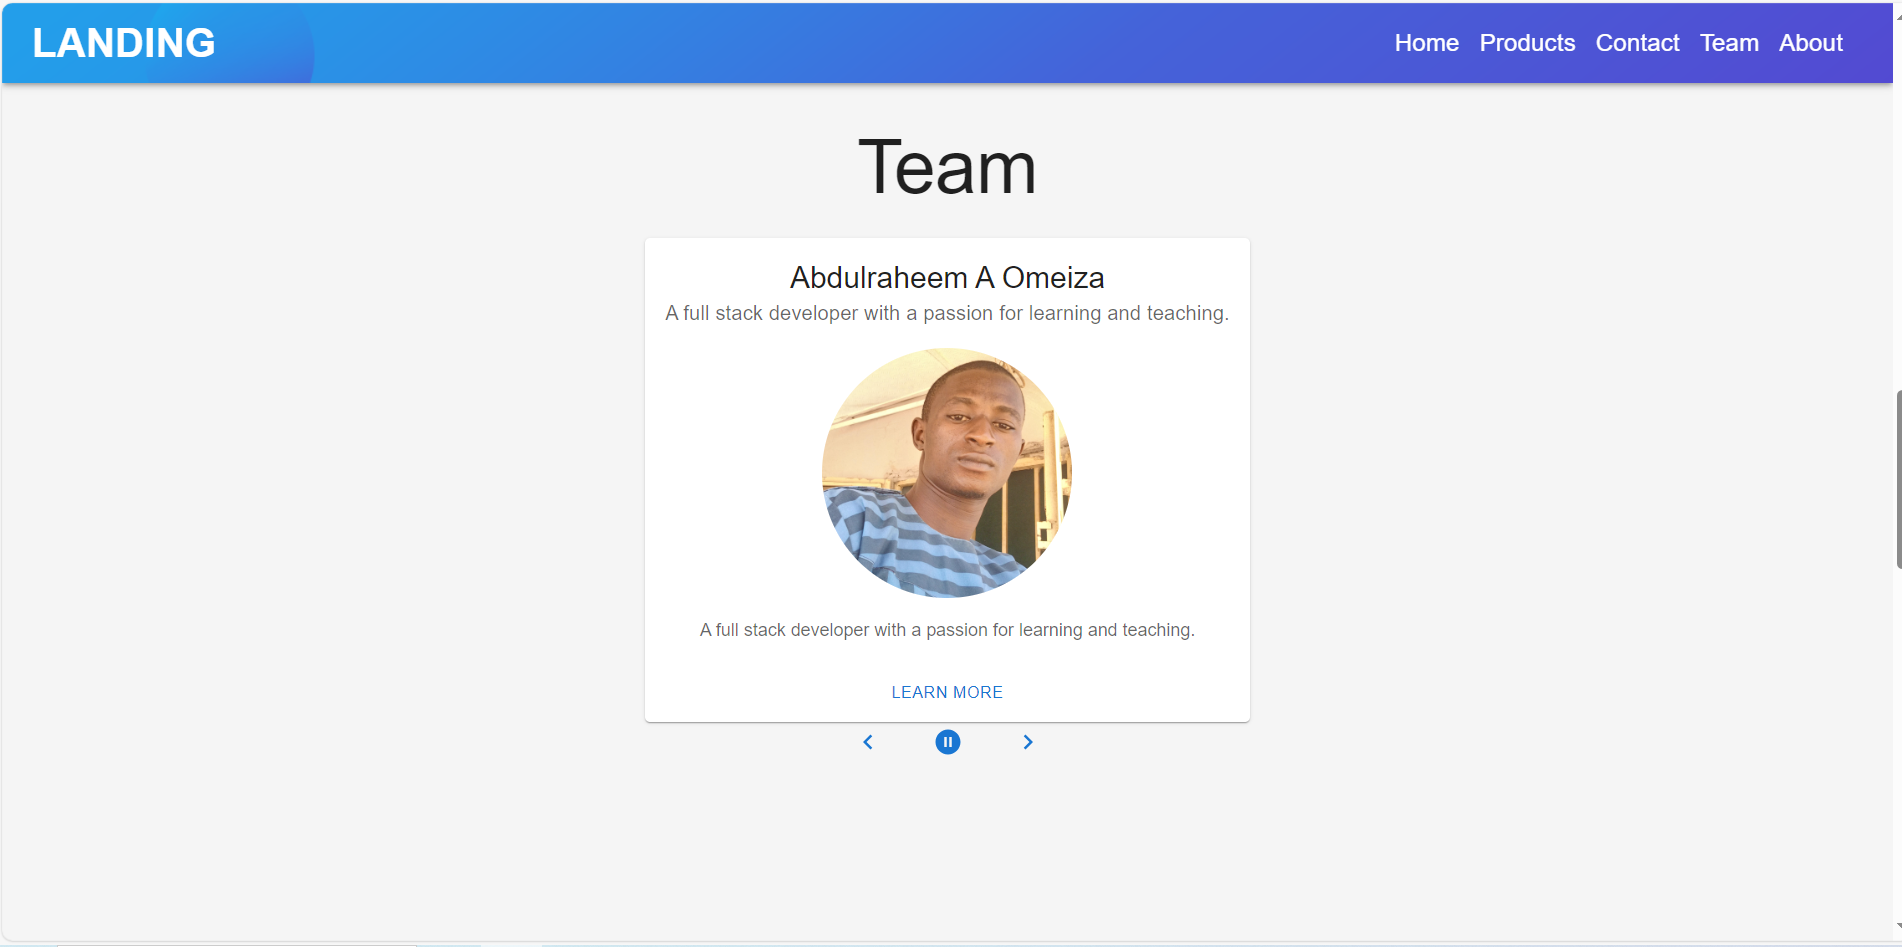 LANDING
Home Products Contact Team About
Team
Abdulraheem A Omeiza
A full stack developer with a passion for learning and teaching.
A full stack developer with a passion for learning and teaching.
LEARN MORE